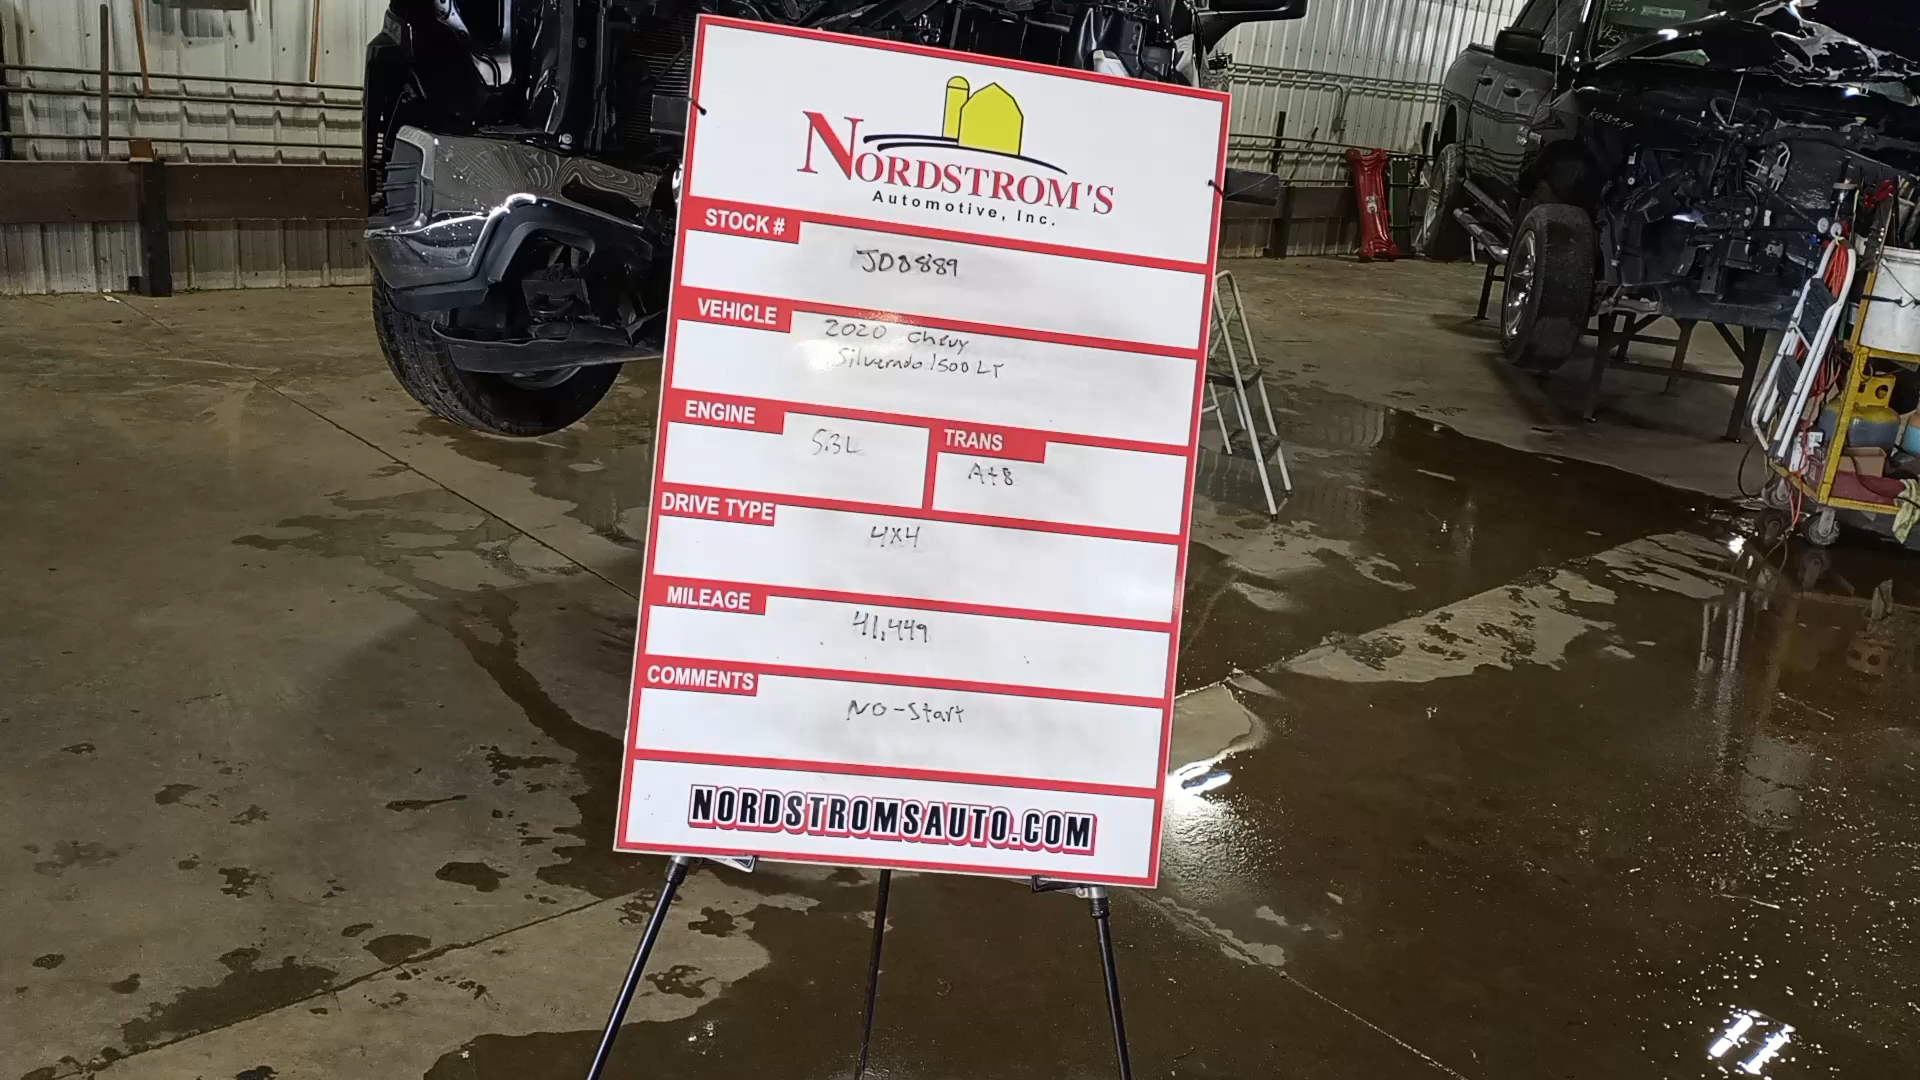 NORDSTROM'S
Automotive, Inc.
STOCK #
JD0889
VEHICLE
2020 Chevy
Silverado 1500 LT
ENGINE
5.3L
TRANS
At8
DRIVE TYPE
4x4
MILEAGE
41,449
COMMENTS
NO-Start
NORDSTROMSAUTO.COM